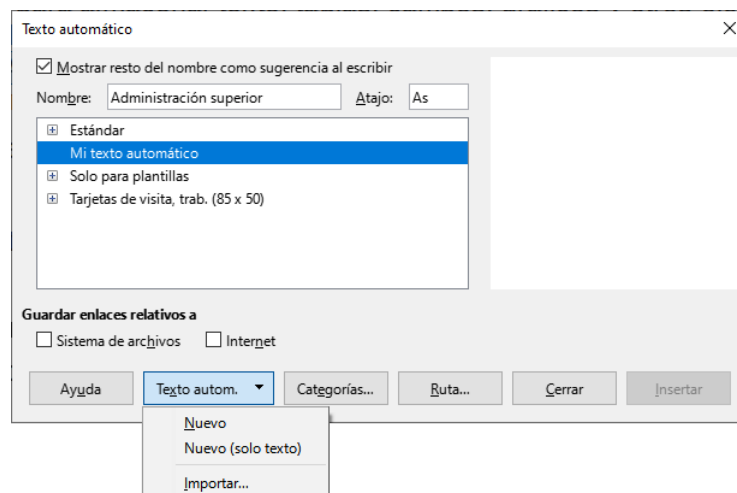 Texto automático
Mostrar resto del nombre como sugerencia al escribir
Nombre: Administración superior Atajo: As
Estándar
Mi texto automático
Solo para plantillas
Tarjetas de visita, trab. (85 x 50)
Guardar enlaces relativos a
Sistema de archivos Internet
Ayuda Texto autom. Categorías... Ruta... Cerrar Insertar
Nuevo
Nuevo (solo texto)
Importar...